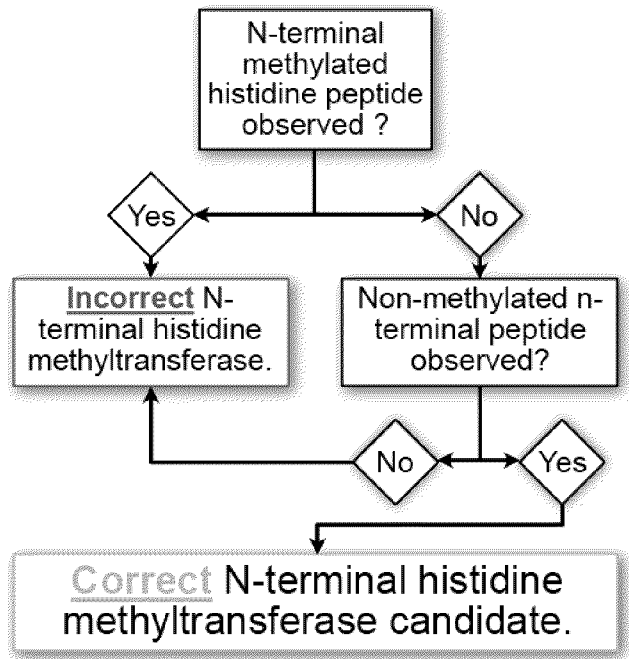 N-terminal
methylated
histidine peptide
observed ?
Yes
No
Incorrect N-
terminal histidine
methyltransferase.
Non-methylated n-
terminal peptide
observed?
No
Yes
Correct N-terminal histidine
methyltransferase candidate.